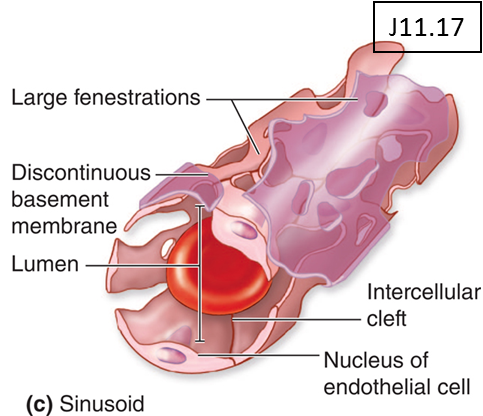 J11.17
Large fenestrations
Discontinuous
basement
membrane
Lumen
Intercellular
cleft
Nucleus of
endothelial cell
(c) Sinusoid